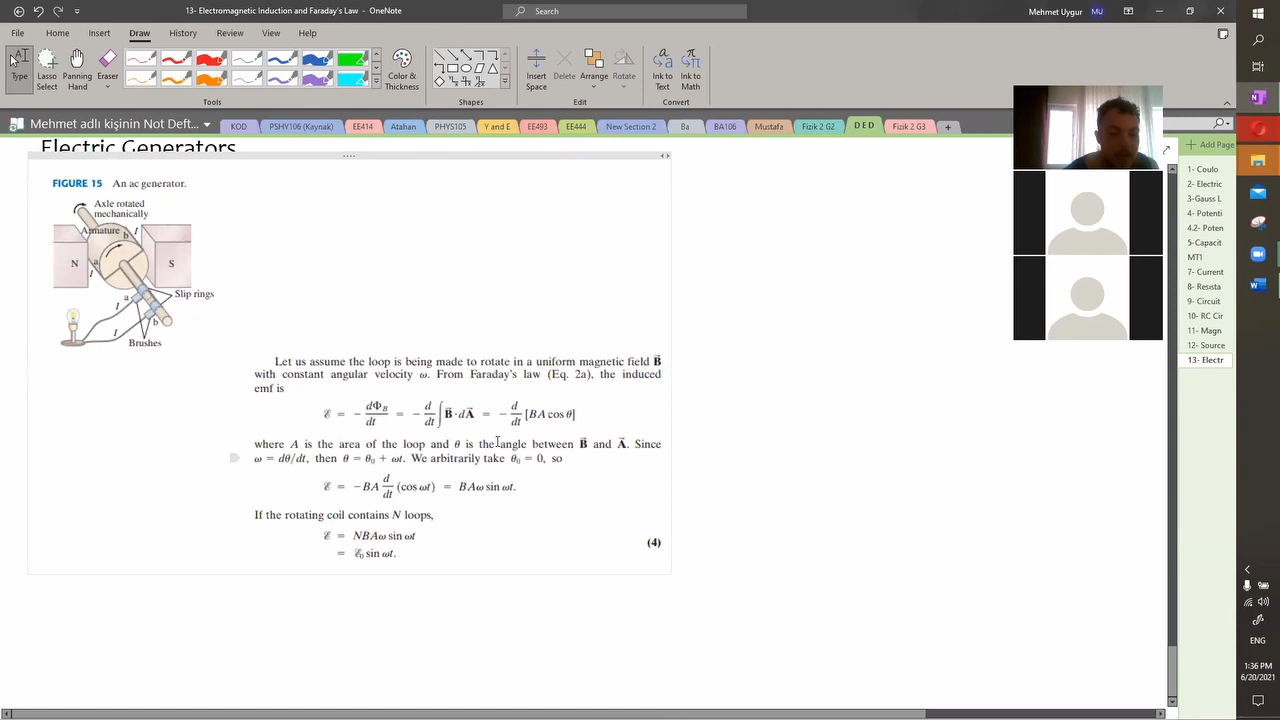 13- Electromagnetic Induction and Faraday's Law - OneNote
Search
Mehmet Uygur
MU
File Home Insert Draw History Review View Help
Type
Lasso Select
Panning Hand
Eraser
Color & Thickness
Insert Space
Delete
Arrange
Rotate
Ink to Text
Ink to Math
Tools
Shapes
Edit
Convert
Mehmet adlı kişinin Not Deft...
KOD PSHY106 (Kaynak) EE414 Atahan PHYS105 Y and E EE493 EE444 New Section 2 Ba BA106 Mustafa Fizik 2 G2 D E D Fizik 2 G3 +
Add Page
1- Coulo
2- Electric
3-Gauss L
4- Potenti
4.2- Poten
5-Capacit
MT1
7- Current
8- Resista
9- Circuit
10- RC Cir
11- Magn
12- Source
13- Electr
Electric Generators
FIGURE 15 An ac generator.
Axle rotated
mechanically
Armature
b
I
N
S
a
I
Slip rings
a
I
b
I
Brushes
Let us assume the loop is being made to rotate in a uniform magnetic field B⃗
with constant angular velocity ω. From Faraday's law (Eq. 2a), the induced
emf is
ℰ = − dΦ_B/dt = − d/dt ∫ B⃗ · dA⃗ = − d/dt [BA cos θ]
where A is the area of the loop and θ is the angle between B⃗ and A⃗. Since
ω = dθ/dt, then θ = θ₀ + ωt. We arbitrarily take θ₀ = 0, so
ℰ = −BA d/dt (cos ωt) = BAω sin ωt.
If the rotating coil contains N loops,
ℰ = NBAω sin ωt
= ℰ₀ sin ωt.
(4)
ENG
1:36 PM
6/20/2021